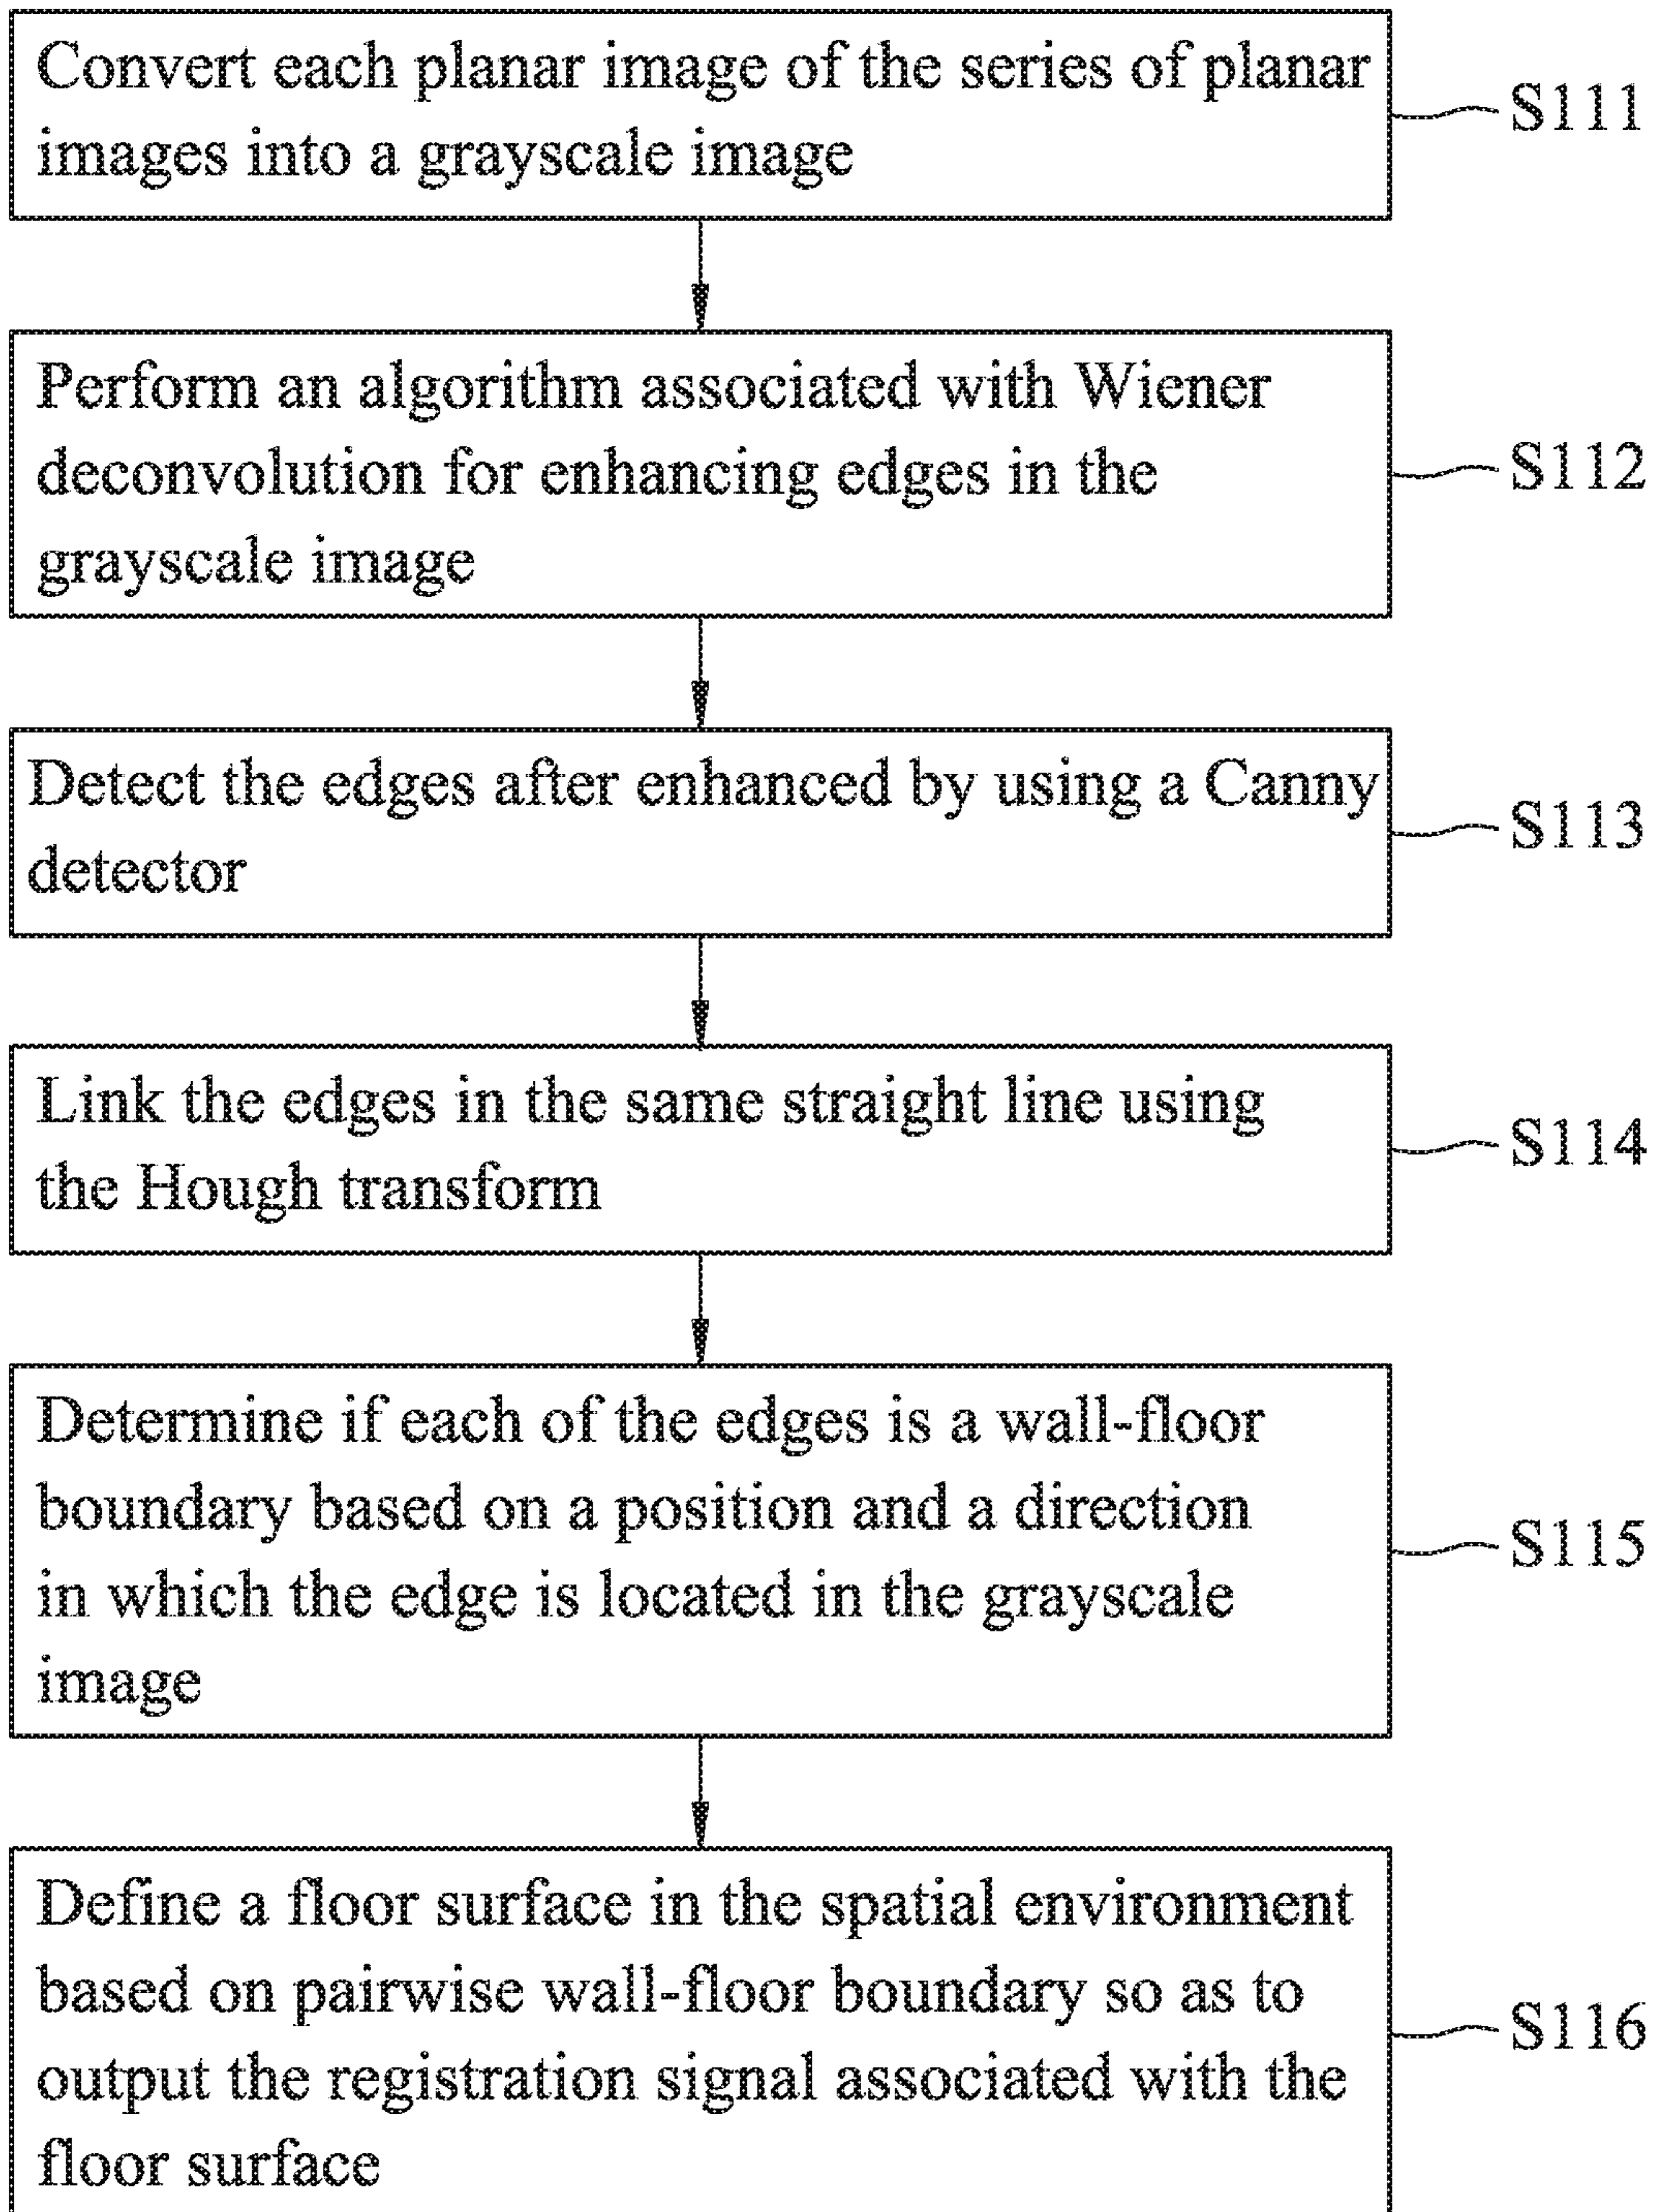 Convert each planar image of the series of planar
images into a grayscale image
S111
Perform an algorithm associated with Wiener
deconvolution for enhancing edges in the
grayscale image
S112
Detect the edges after enhanced by using a Canny
detector
S113
Link the edges in the same straight line using
the Hough transform
S114
Determine if each of the edges is a wall-floor
boundary based on a position and a direction
in which the edge is located in the grayscale
image
S115
Define a floor surface in the spatial environment
based on pairwise wall-floor boundary so as to
output the registration signal associated with the
floor surface
S116